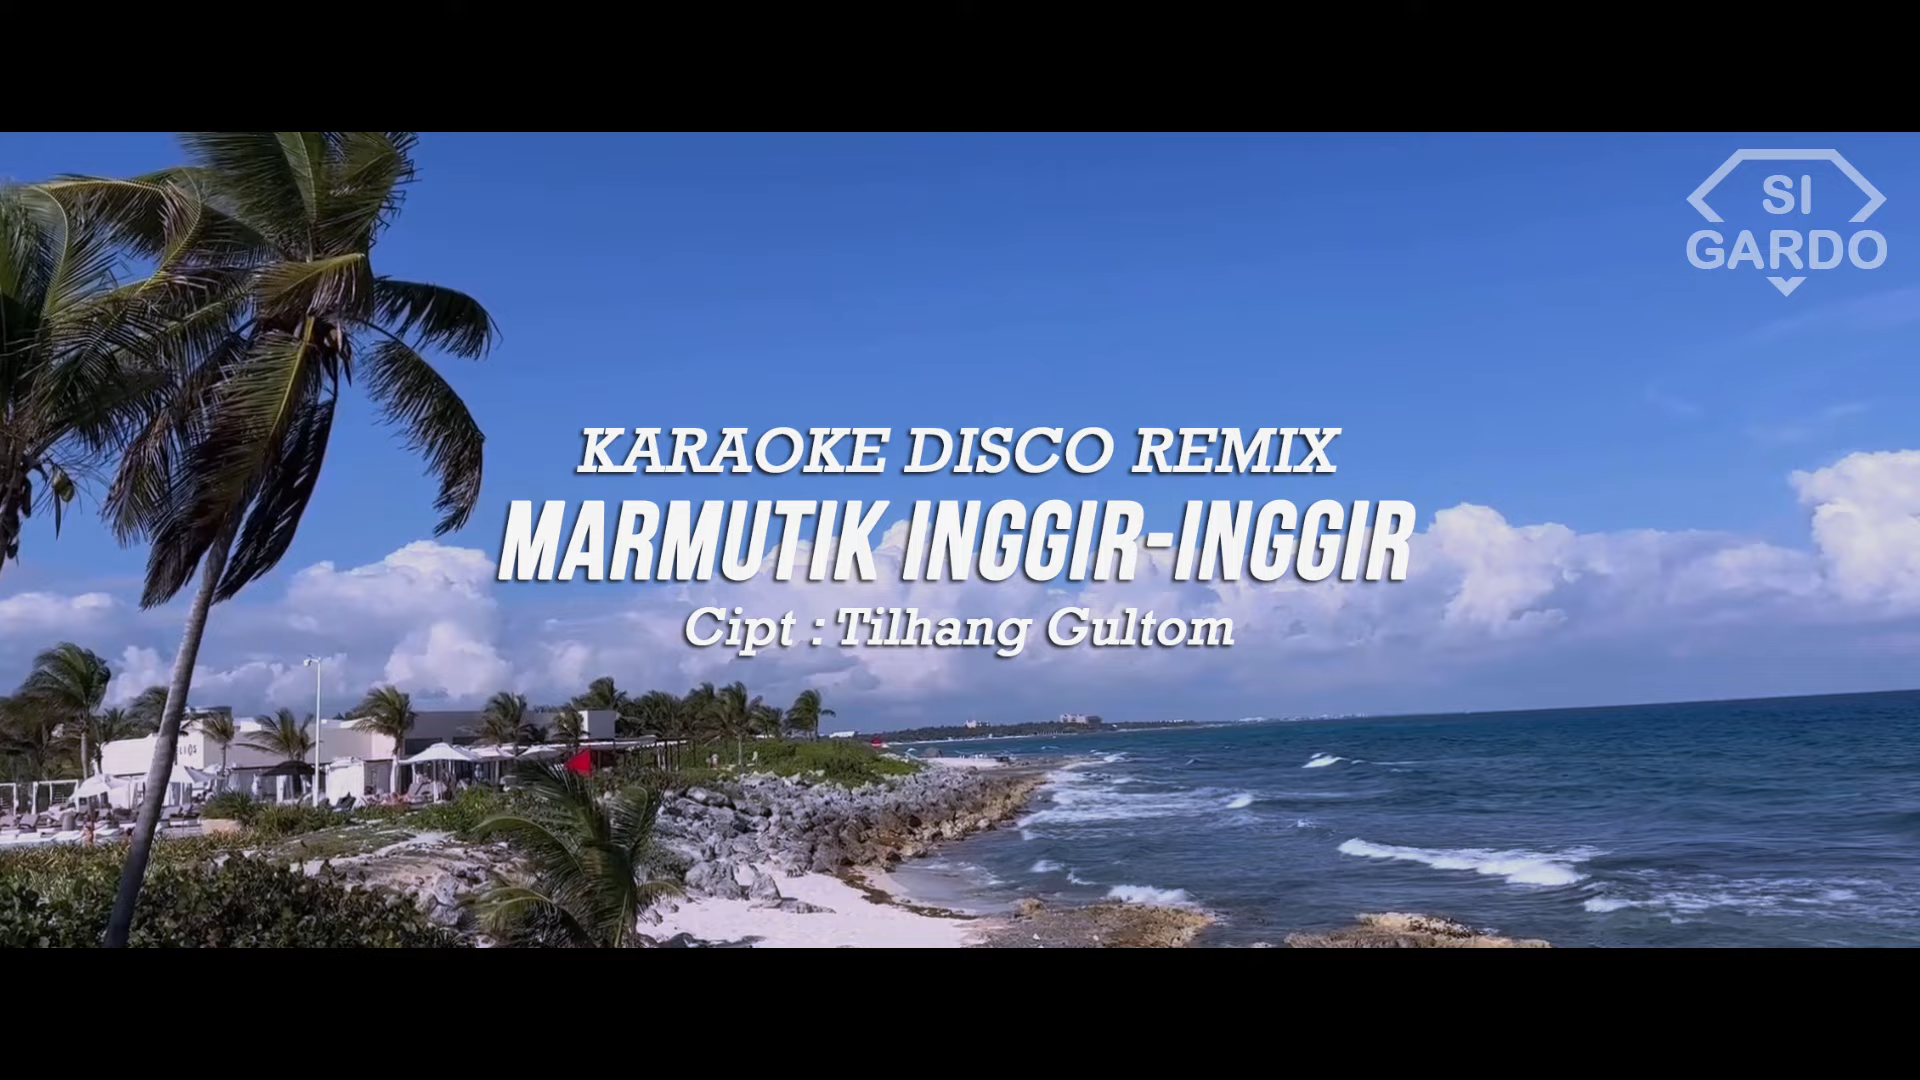 SI
GARDO
KARAOKE DISCO REMIX
MARMUTIK INGGIR-INGGIR
Cipt : Tilhang Gultom